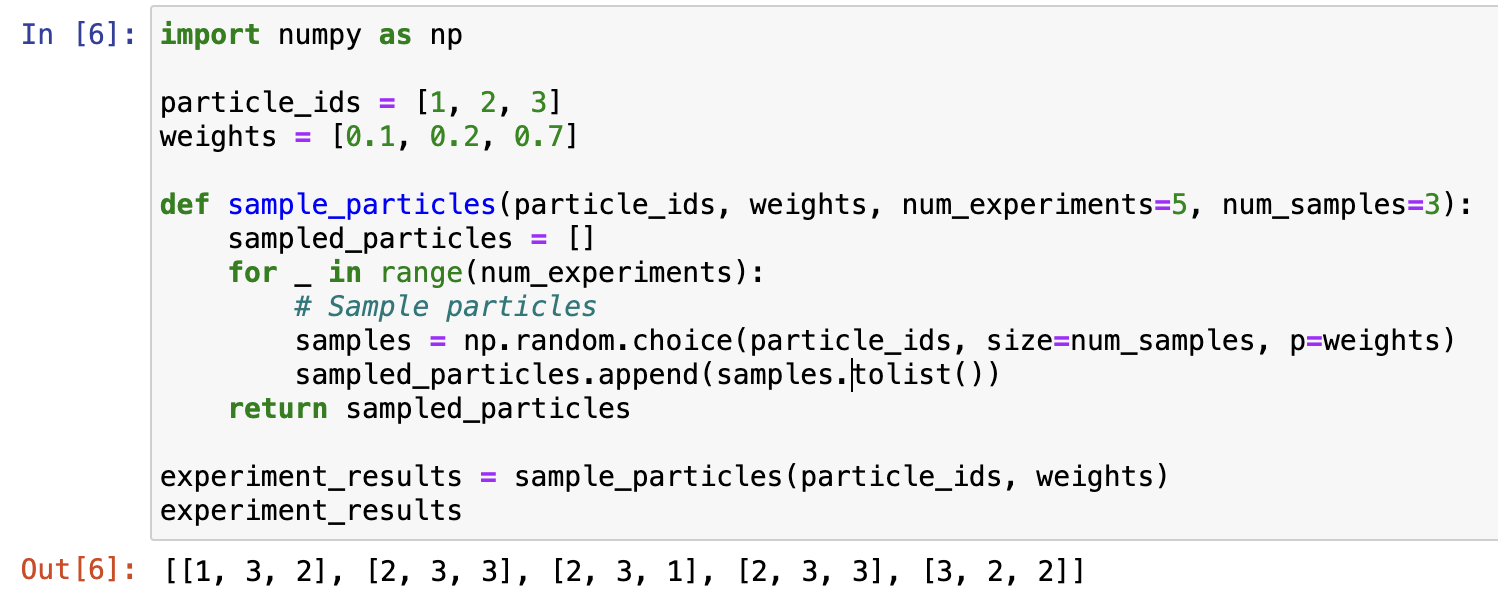 In [6]: import numpy as np

particle_ids = [1, 2, 3]
weights = [0.1, 0.2, 0.7]

def sample_particles(particle_ids, weights, num_experiments=5, num_samples=3):
    sampled_particles = []
    for _ in range(num_experiments):
        # Sample particles
        samples = np.random.choice(particle_ids, size=num_samples, p=weights)
        sampled_particles.append(samples.tolist())
    return sampled_particles

experiment_results = sample_particles(particle_ids, weights)
experiment_results
Out[6]: [[1, 3, 2], [2, 3, 3], [2, 3, 1], [2, 3, 3], [3, 2, 2]]